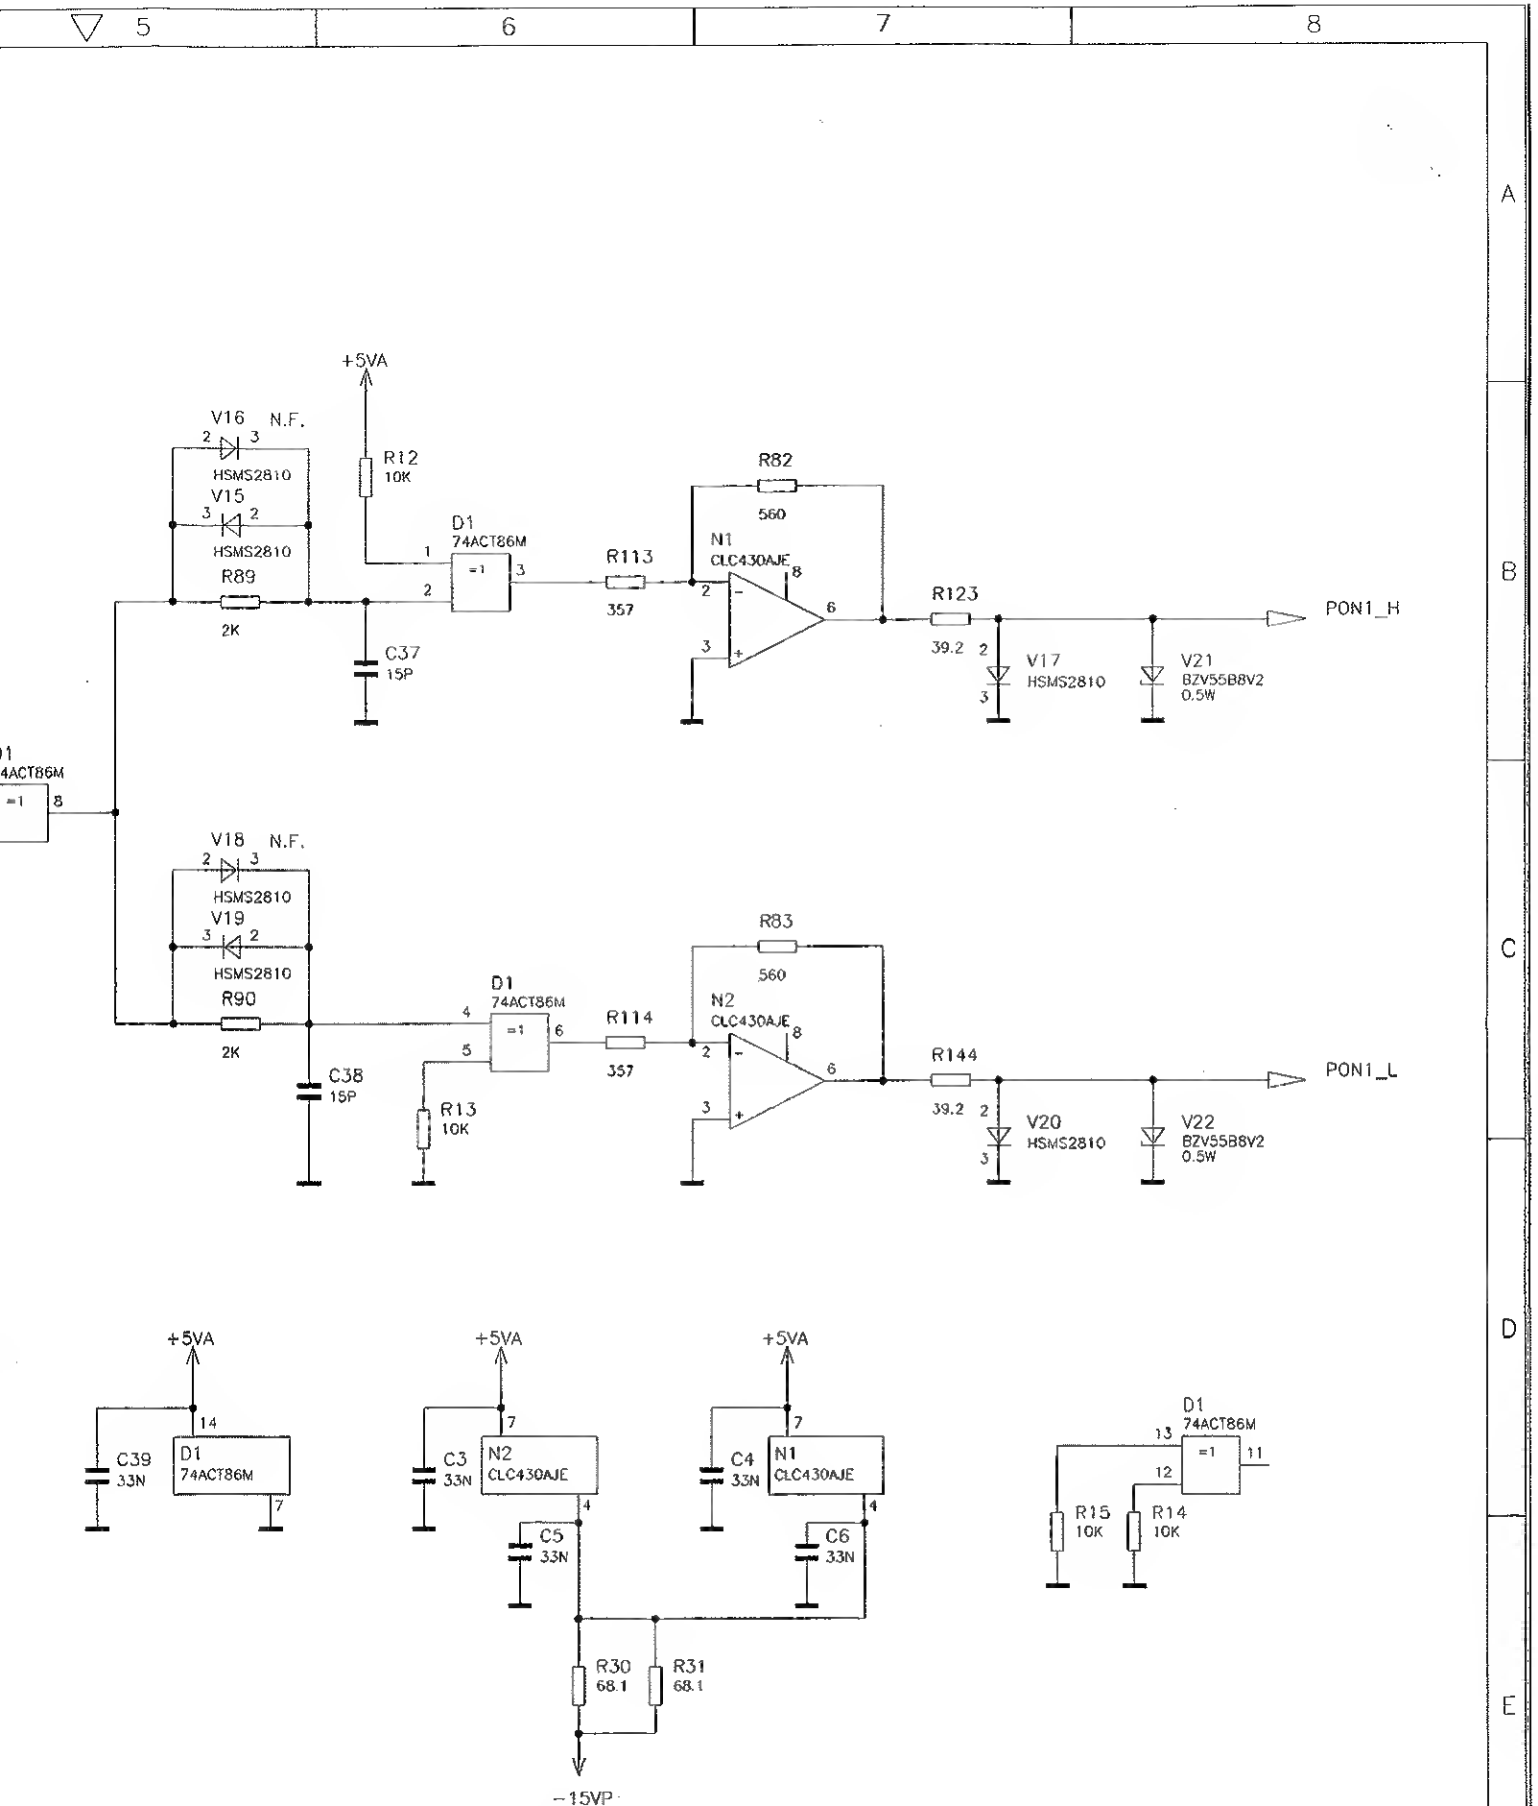 5 6 7 8
A
+5VA
V16 N.F.
2 3
HSMS2810
R12
10K
V15
3 2
HSMS2810
R89
2K
D1
74ACT86M
1
=1
3
2
C37
15P
R113
357
R82
560
N1
CLC430AJE
8
2
-
6
3
+
R123
39.2
2
V17
HSMS2810
3
V21
BZV55B8V2
0.5W
PON1_H
B
4ACT86M
=1
8
V18 N.F.
2 3
HSMS2810
V19
3 2
HSMS2810
R90
2K
C38
15P
D1
74ACT86M
4
=1
6
5
R13
10K
R114
357
R83
560
N2
CLC430AJE
8
2
-
6
3
+
R144
39.2
2
V20
HSMS2810
3
V22
BZV55B8V2
0.5W
PON1_L
C
+5VA
14
C39
33N
D1
74ACT86M
7
+5VA
7
C3
33N
N2
CLC430AJE
4
C5
33N
+5VA
7
C4
33N
N1
CLC430AJE
4
C6
33N
R30
68.1
R31
68.1
-15VP
D1
74ACT86M
13
=1
11
12
R15
10K
R14
10K
D
E